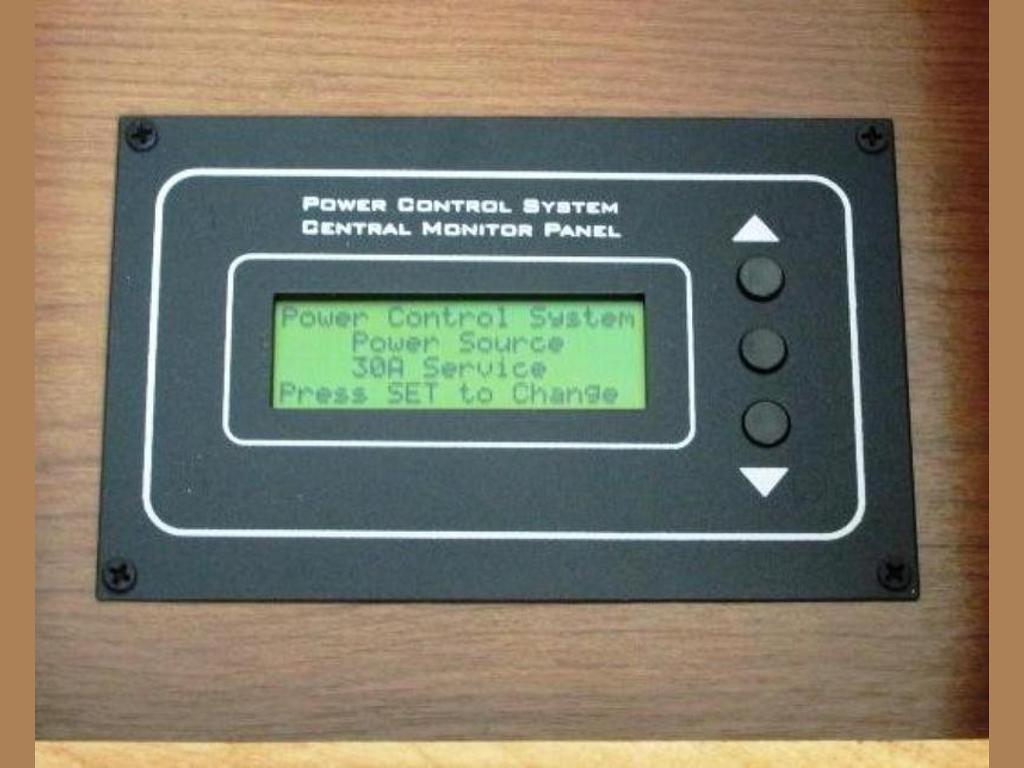 Power Control System
Central Monitor Panel
Power Control System
Power Source
30A Service
Press SET to Change